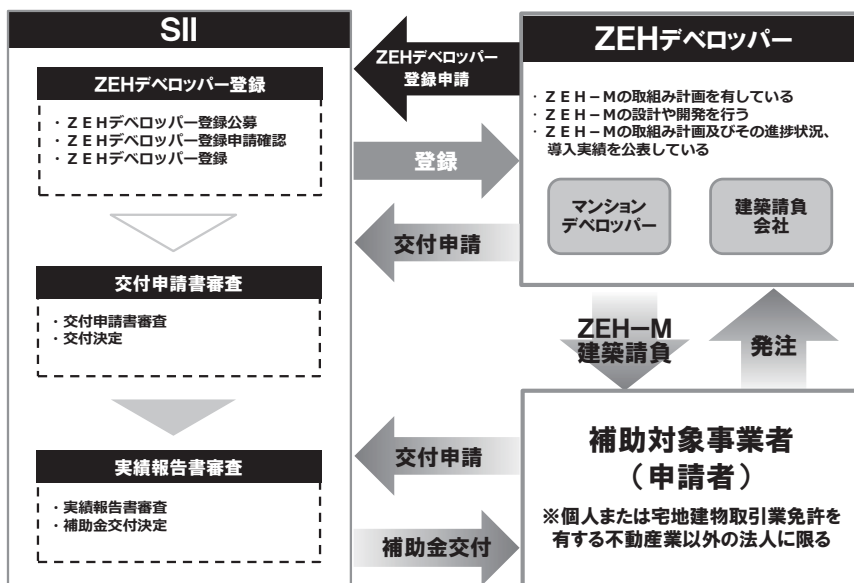 SII
ZEHデベロッパー登録
・ZEHデベロッパー登録公募
・ZEHデベロッパー登録申請確認
・ZEHデベロッパー登録
交付申請書審査
・交付申請書審査
・交付決定
実績報告書審査
・実績報告書審査
・補助金交付決定
ZEHデベロッパー
登録申請
登録
交付申請
交付申請
補助金交付
ZEHデベロッパー
・ZEH－Mの取組み計画を有している
・ZEH－Mの設計や開発を行う
・ZEH－Mの取組み計画及びその進捗状況、
導入実績を公表している
マンション
デベロッパー
建築請負
会社
ZEH－M
建築請負
発注
補助対象事業者
（申請者）
※個人または宅地建物取引業免許を
有する不動産業以外の法人に限る